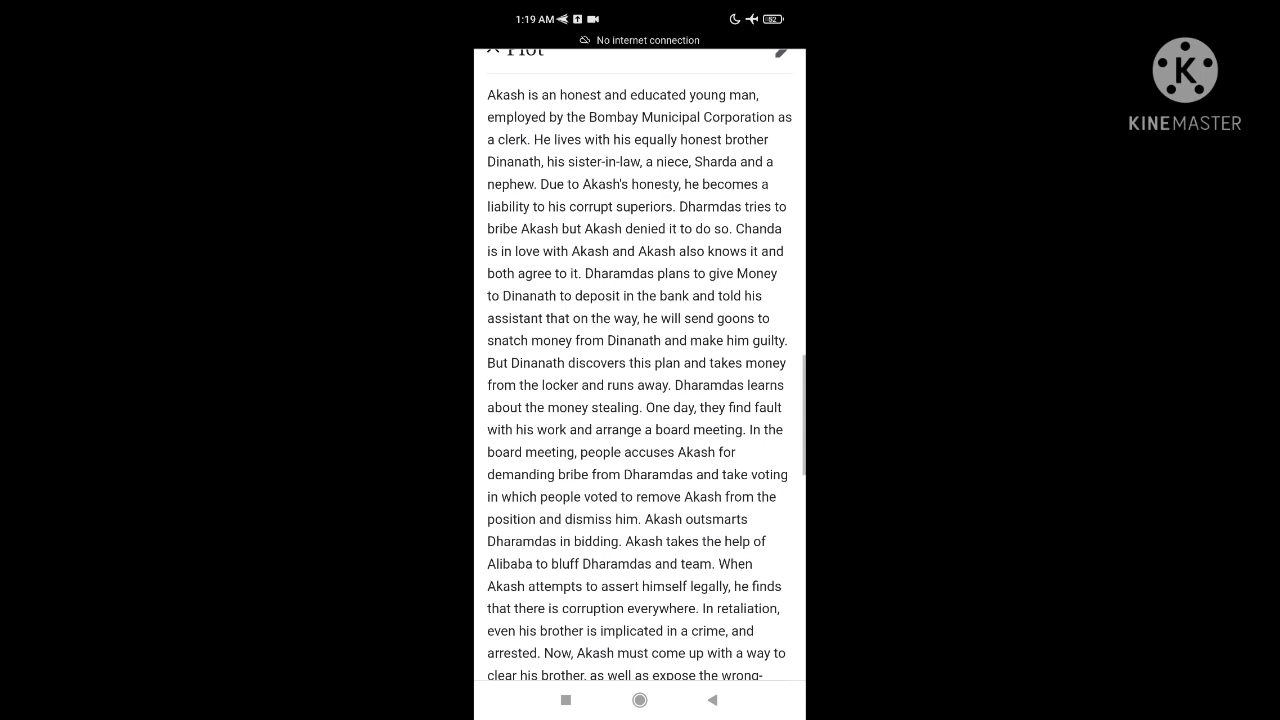 1:19 AM
52
No internet connection
Plot
K
KINEMASTER
Akash is an honest and educated young man,
employed by the Bombay Municipal Corporation as
a clerk. He lives with his equally honest brother
Dinanath, his sister-in-law, a niece, Sharda and a
nephew. Due to Akash's honesty, he becomes a
liability to his corrupt superiors. Dharmdas tries to
bribe Akash but Akash denied it to do so. Chanda
is in love with Akash and Akash also knows it and
both agree to it. Dharamdas plans to give Money
to Dinanath to deposit in the bank and told his
assistant that on the way, he will send goons to
snatch money from Dinanath and make him guilty.
But Dinanath discovers this plan and takes money
from the locker and runs away. Dharamdas learns
about the money stealing. One day, they find fault
with his work and arrange a board meeting. In the
board meeting, people accuses Akash for
demanding bribe from Dharamdas and take voting
in which people voted to remove Akash from the
position and dismiss him. Akash outsmarts
Dharamdas in bidding. Akash takes the help of
Alibaba to bluff Dharamdas and team. When
Akash attempts to assert himself legally, he finds
that there is corruption everywhere. In retaliation,
even his brother is implicated in a crime, and
arrested. Now, Akash must come up with a way to
clear his brother, as well as expose the wrong-